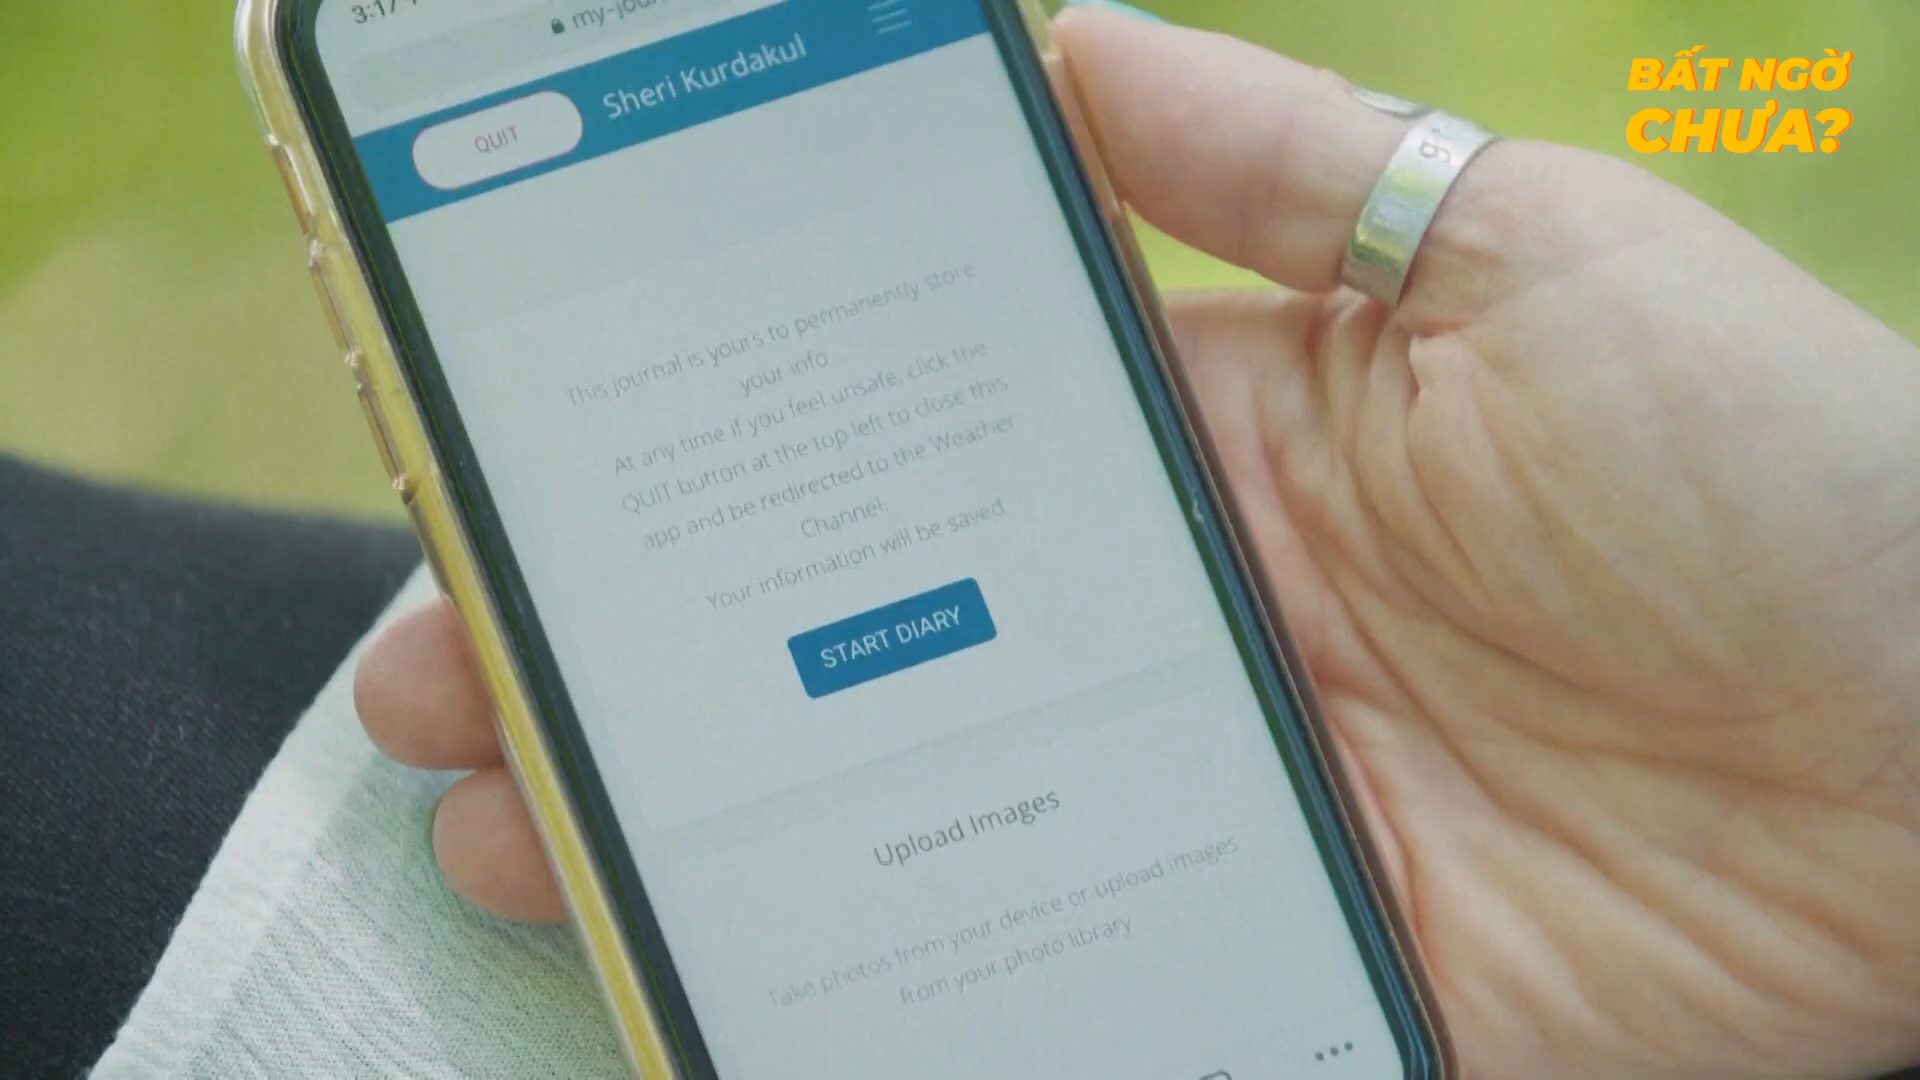 3:17
my-jour
BẤT NGỜ
CHƯA?
QUIT
Sheri Kurdakul
This journal is yours to permanently store
your info
At any time if you feel unsafe, click the
QUIT button at the top left to close this
app and be redirected to the Weather
Channel.
Your information will be saved.
START DIARY
Upload Images
Take photos from your device or upload images
from your photo library